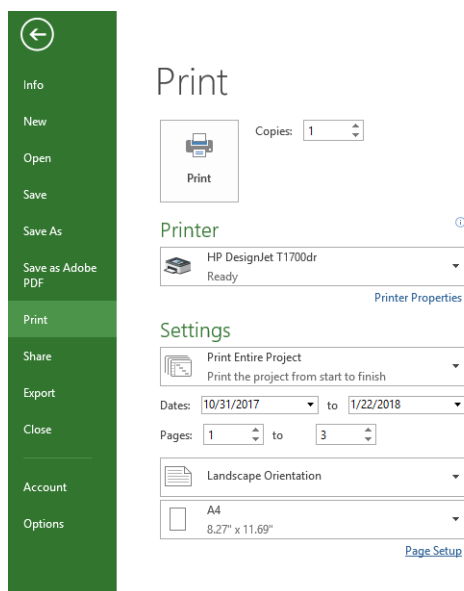 Info
New
Open
Save
Save As
Save as Adobe
PDF
Print
Share
Export
Close
Account
Options
Print
Print
Copies: 1
Printer
HP DesignJet T1700dr
Ready
Printer Properties
Settings
Print Entire Project
Print the project from start to finish
Dates: 10/31/2017 to 1/22/2018
Pages: 1 to 3
Landscape Orientation
A4
8.27" x 11.69"
Page Setup